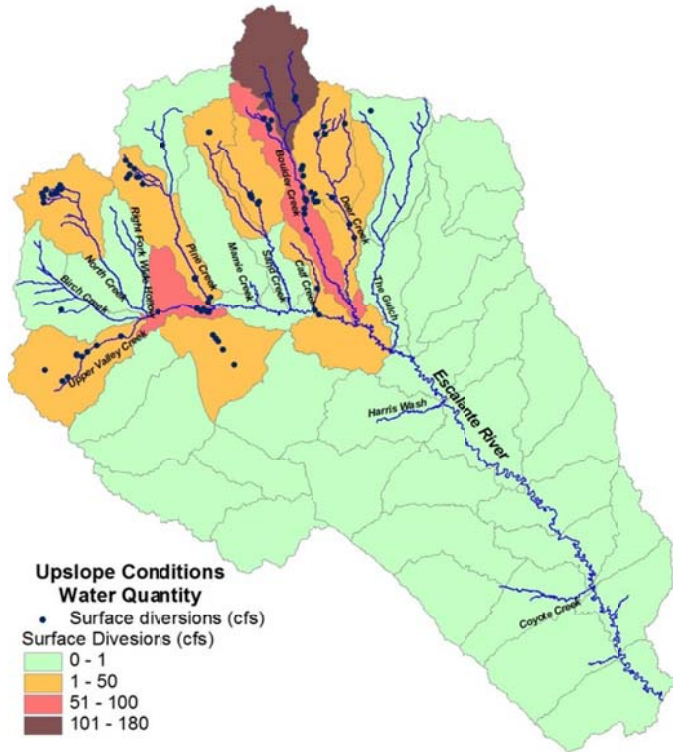 Boulder Creek
Deer Creek
Right Fork Wide
Pine Creek
North Creek
Mamie Creek
Sand Creek
Calf Creek
Birch Creek
The Gulch
Upper Valley Creek
Escalante River
Harris Wash
Coyote Creek
Upslope Conditions
Water Quantity
Surface diversions (cfs)
Surface Divesiors (cfs)
0 - 1
1 - 50
51 - 100
101 - 180